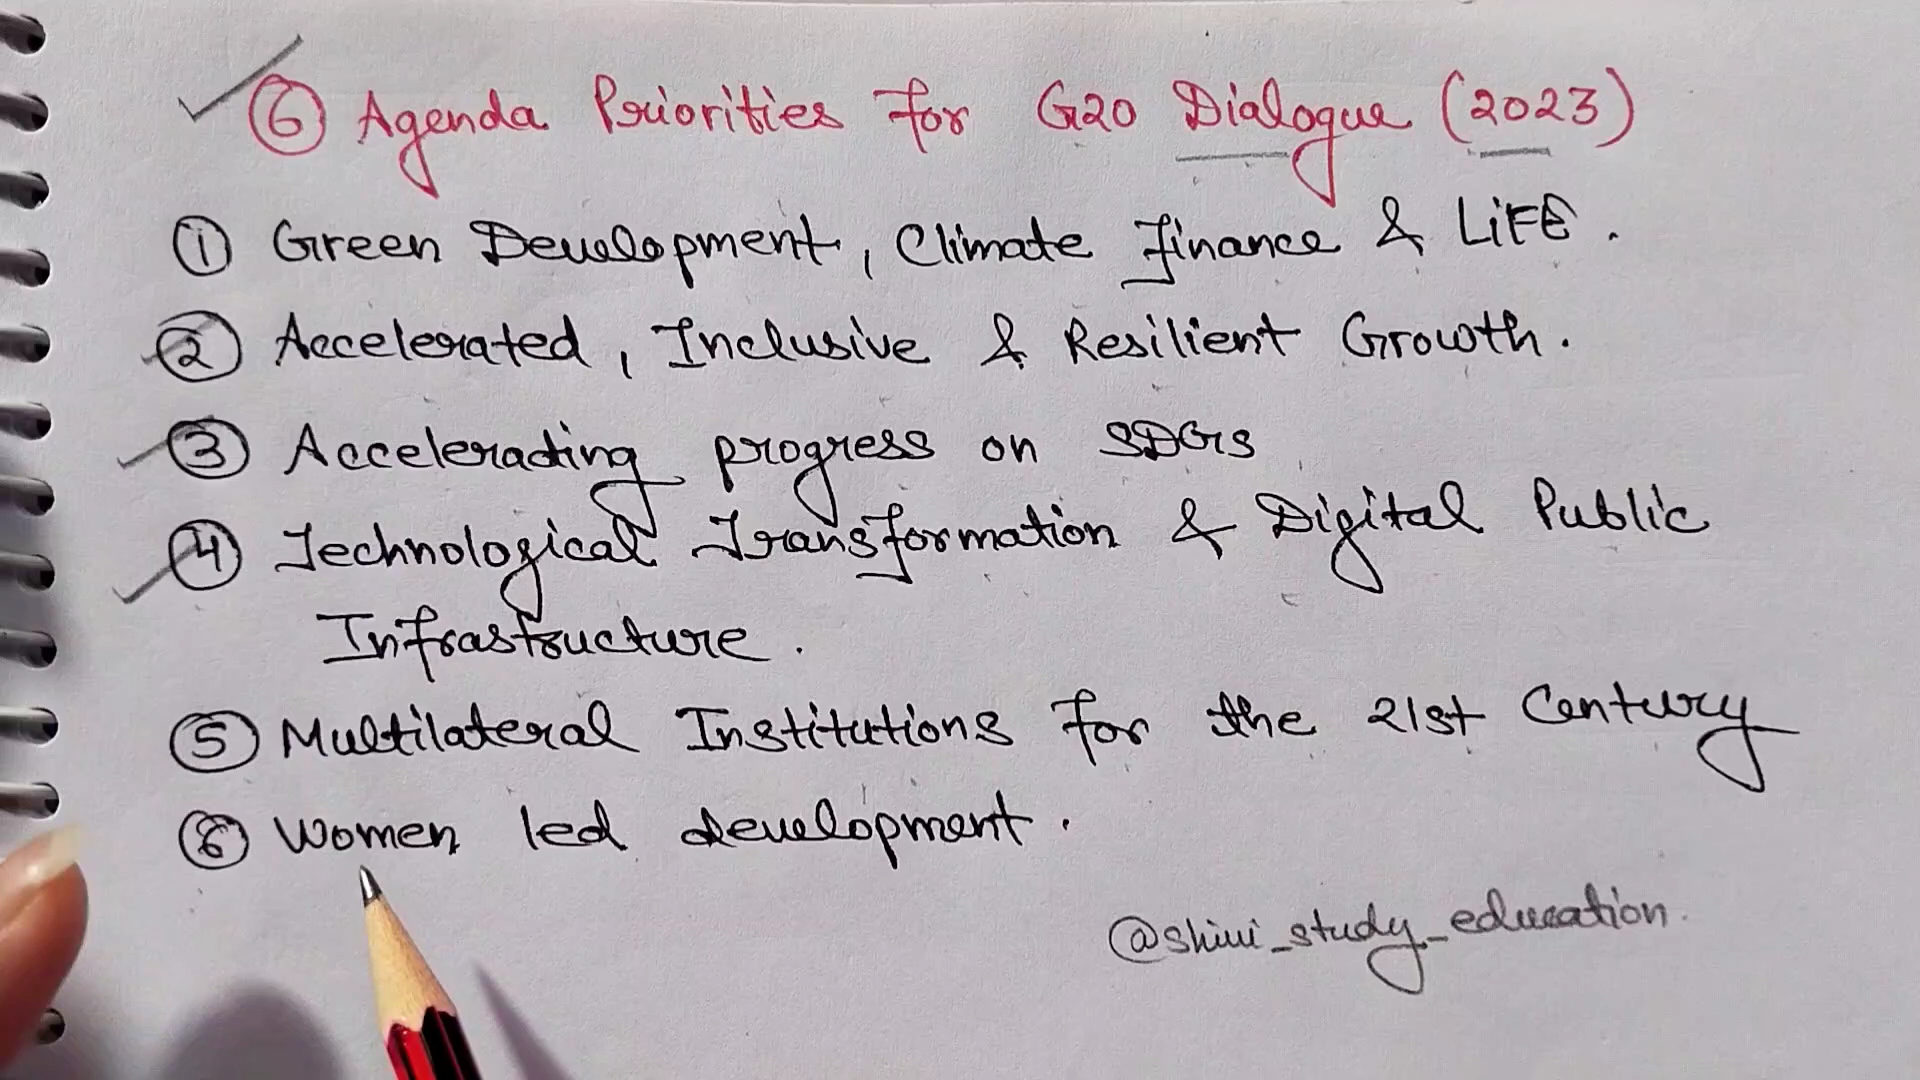 6 Agenda Priorities for G20 Dialogue (2023)
1 Green Development, Climate Finance & LiFE.
2 Accelerated, Inclusive & Resilient Growth.
3 Accelerating progress on SDGs
4 Technological Transformation & Digital Public
Infrastructure.
5 Multilateral Institutions for the 21st Century
6 Women led development.
@shivi_study_education.